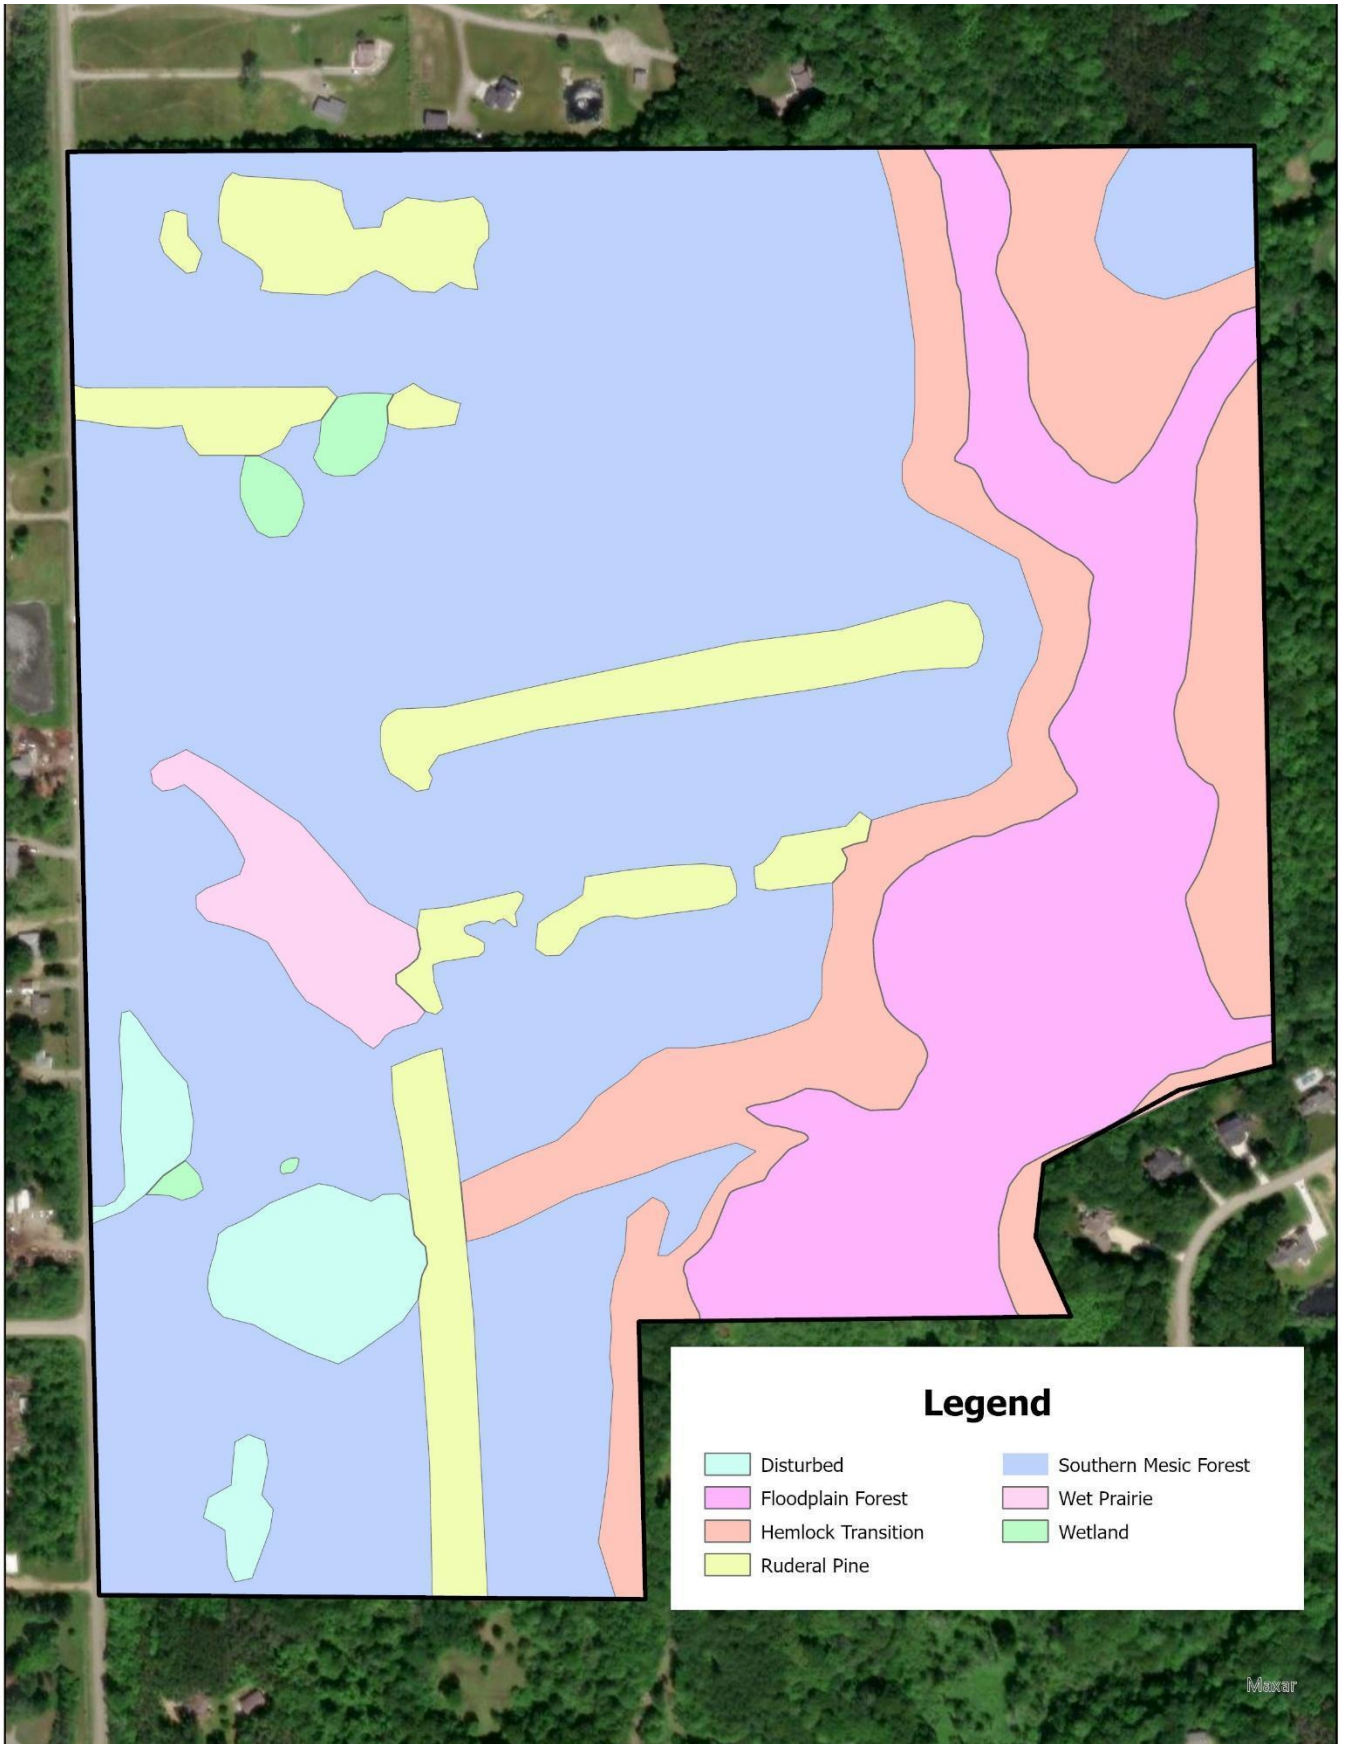 Legend
Disturbed
Floodplain Forest
Hemlock Transition
Ruderal Pine
Southern Mesic Forest
Wet Prairie
Wetland
Maxar